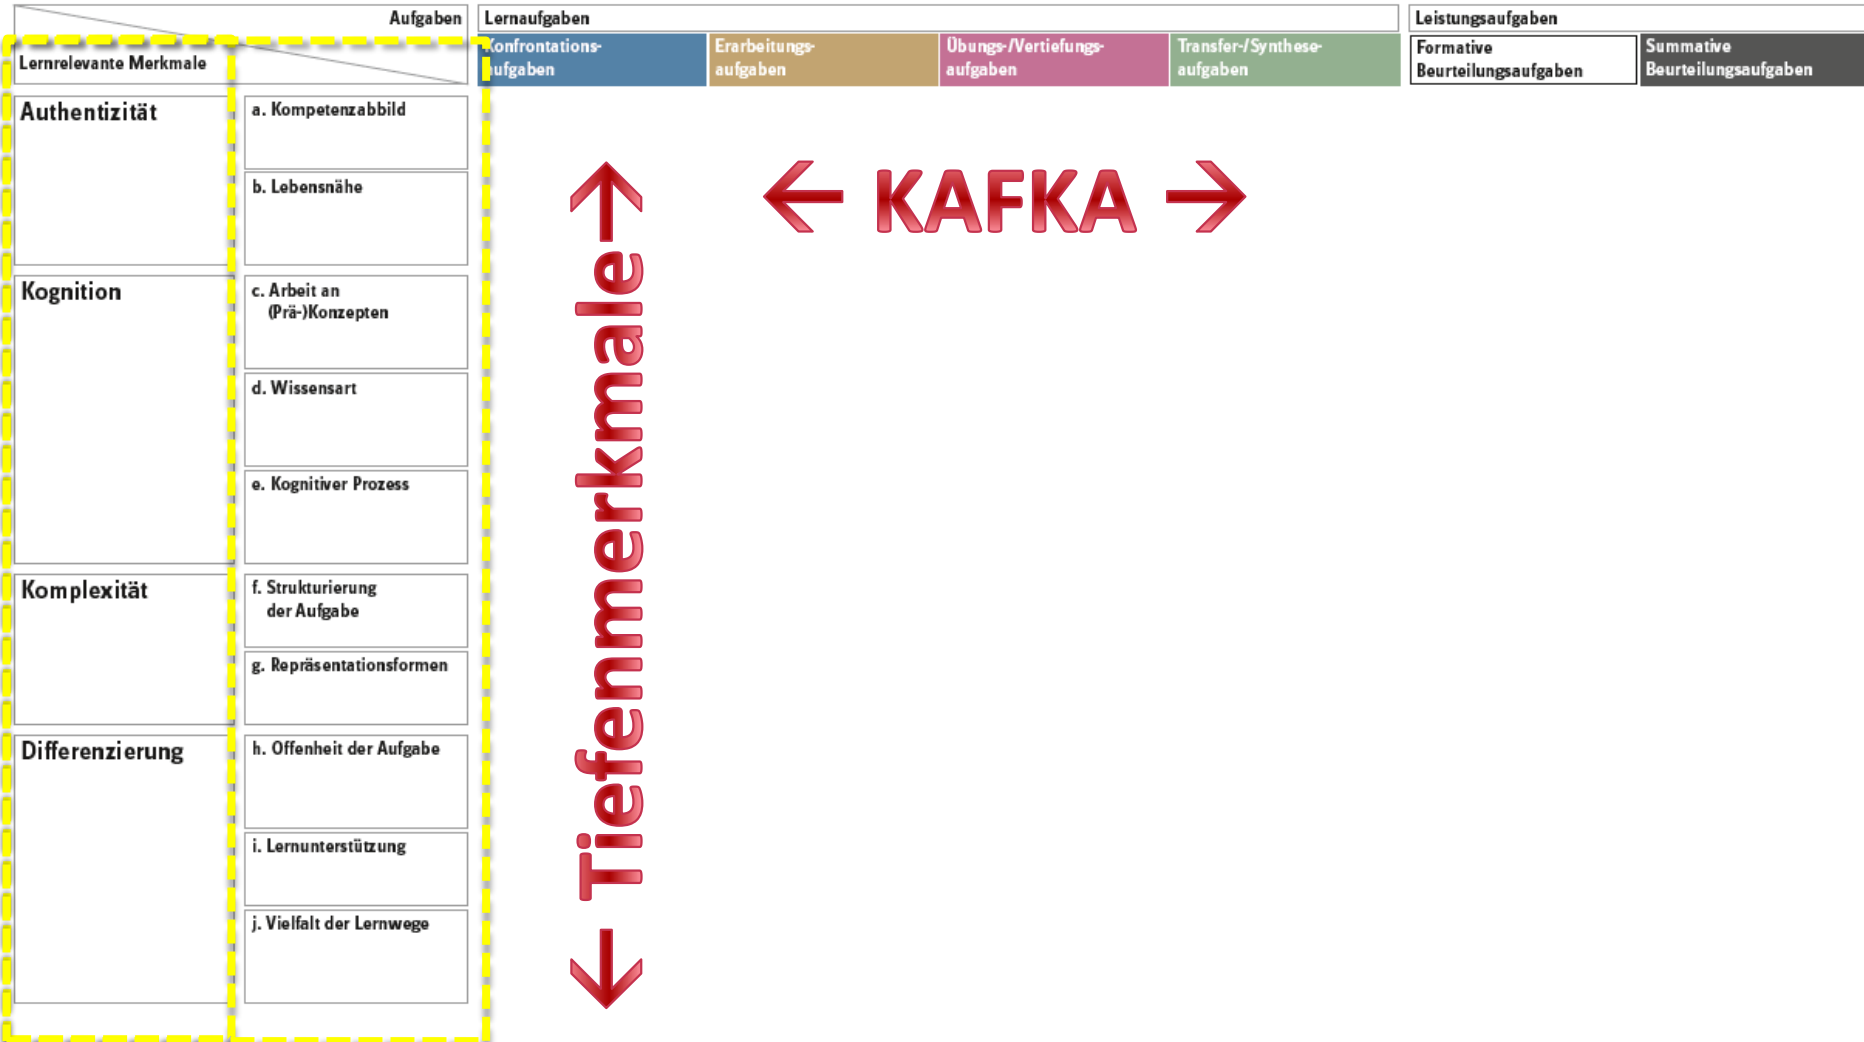 Aufgaben
Lernrelevante Merkmale
Lernaufgaben
Leistungsaufgaben
Konfrontations-
aufgaben
Erarbeitungs-
aufgaben
Übungs-/Vertiefungs-
aufgaben
Transfer-/Synthese-
aufgaben
Formative
Beurteilungsaufgaben
Summative
Beurteilungsaufgaben
Authentizität
a. Kompetenzabbild
b. Lebensnähe
← KAFKA →
← Tiefenmerkmale →
Kognition
c. Arbeit an
(Prä-)Konzepten
d. Wissensart
e. Kognitiver Prozess
Komplexität
f. Strukturierung
der Aufgabe
g. Repräsentationsformen
Differenzierung
h. Offenheit der Aufgabe
i. Lernunterstützung
j. Vielfalt der Lernwege